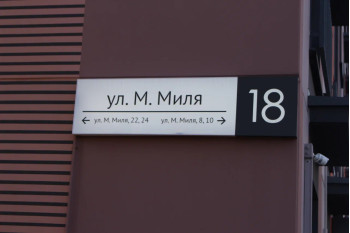 ул. М. Миля
18
← ул. М. Миля, 22, 24 ул. М. Миля, 8, 10 →